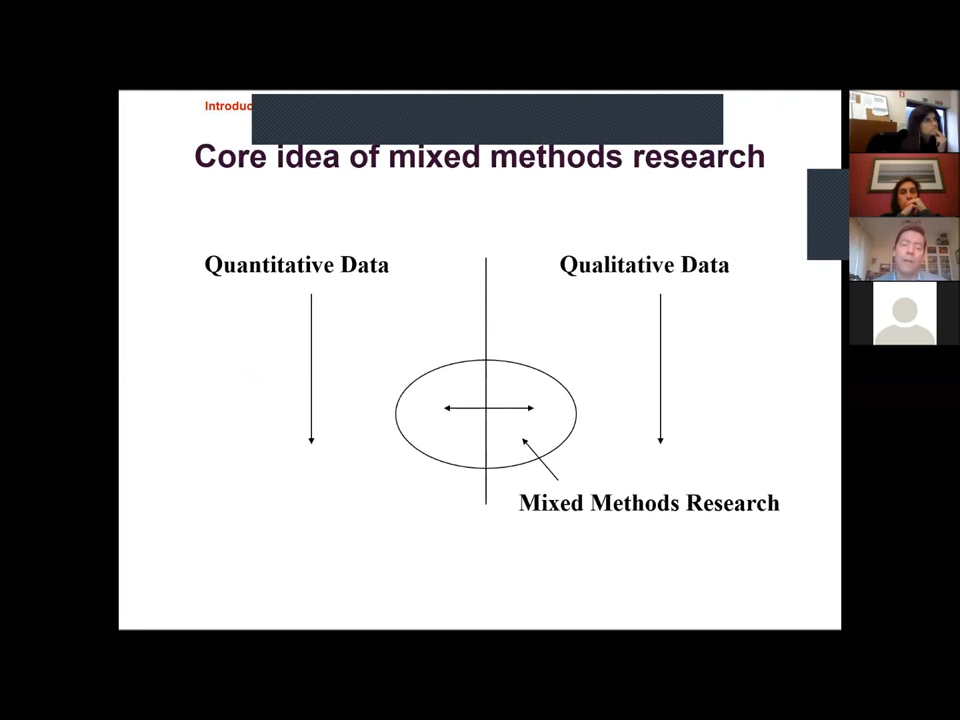 Introduc
Core idea of mixed methods research
Quantitative Data
Qualitative Data
Mixed Methods Research